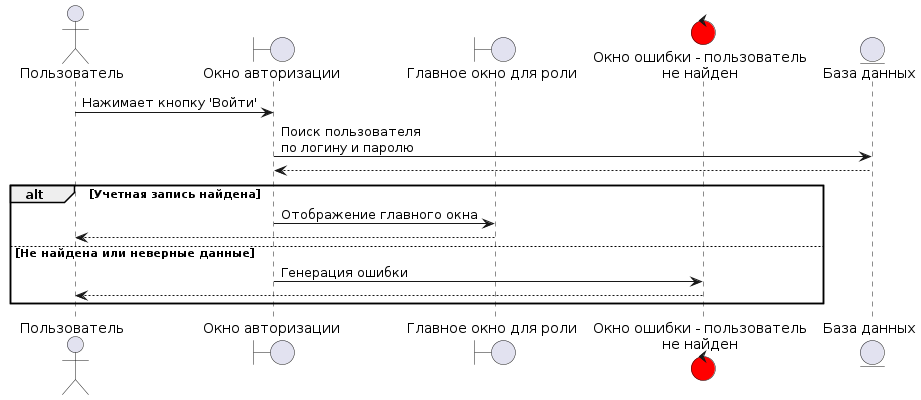 Пользователь
Окно авторизации
Главное окно для роли
Окно ошибки - пользователь
не найден
База данных
Нажимает кнопку 'Войти'
Поиск пользователя
по логину и паролю
alt
[Учетная запись найдена]
Отображение главного окна
[Не найдена или неверные данные]
Генерация ошибки
Пользователь
Окно авторизации
Главное окно для роли
Окно ошибки - пользователь
не найден
База данных